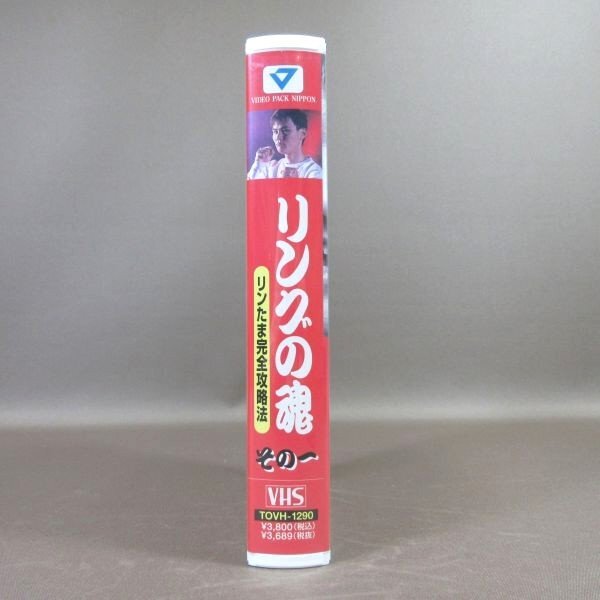 VIDEO PACK NIPPON.
リングの魂
リンたま完全攻略法
その一
VHS
TOVH-1290
¥3,800(税込)
¥3,689(税抜)